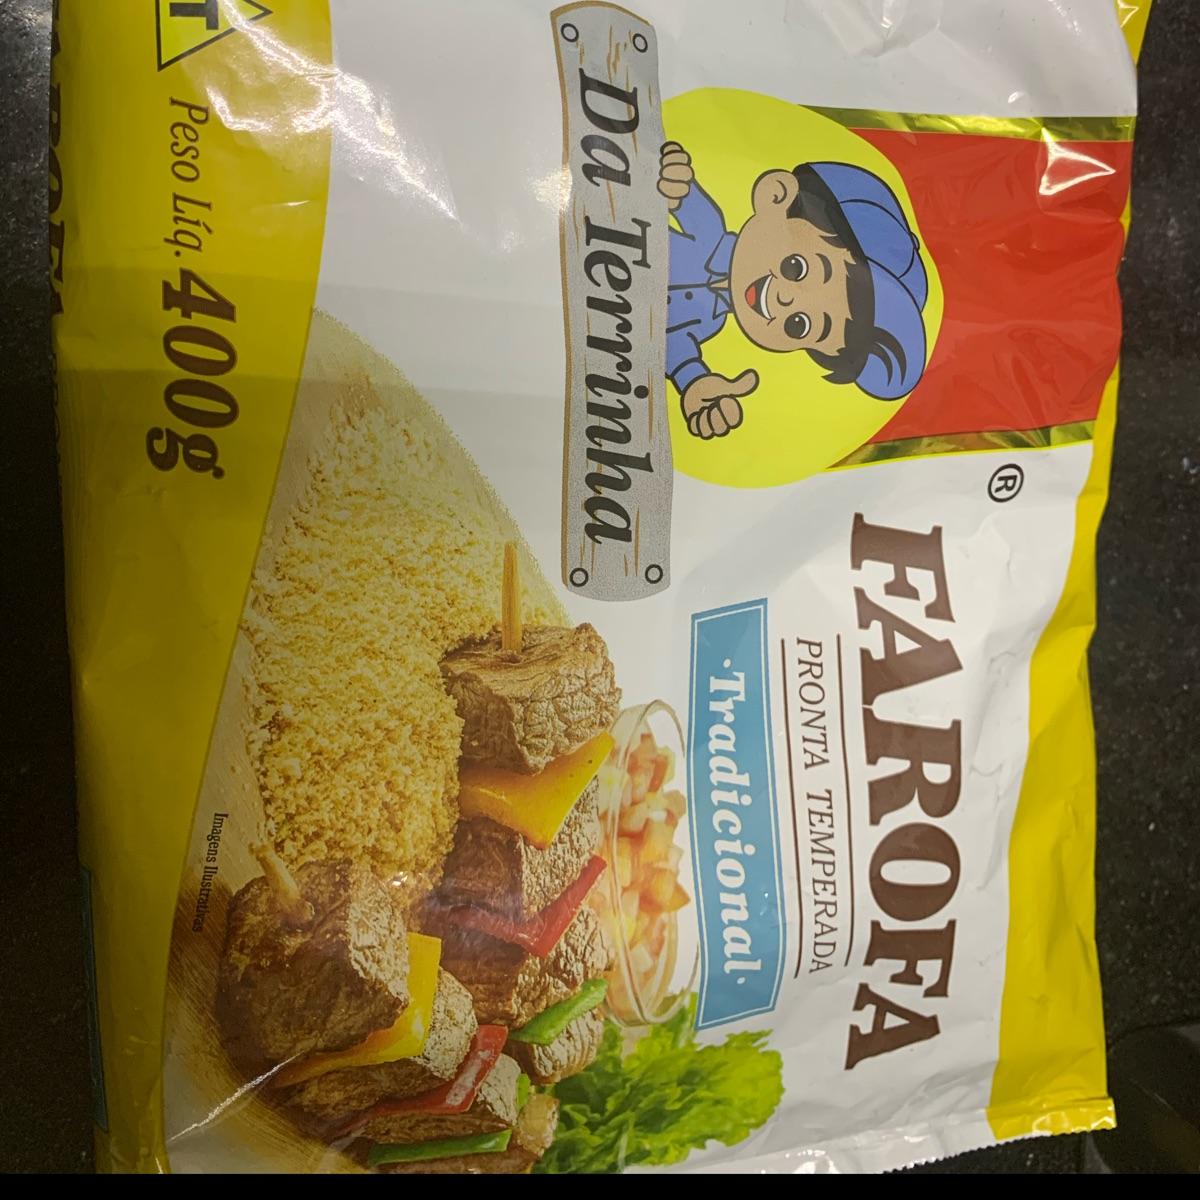 Da Terrinha
®
FAROFA
PRONTA TEMPERADA
·Tradicional·
T
Peso Líq. 400g
Imagens Ilustrativas